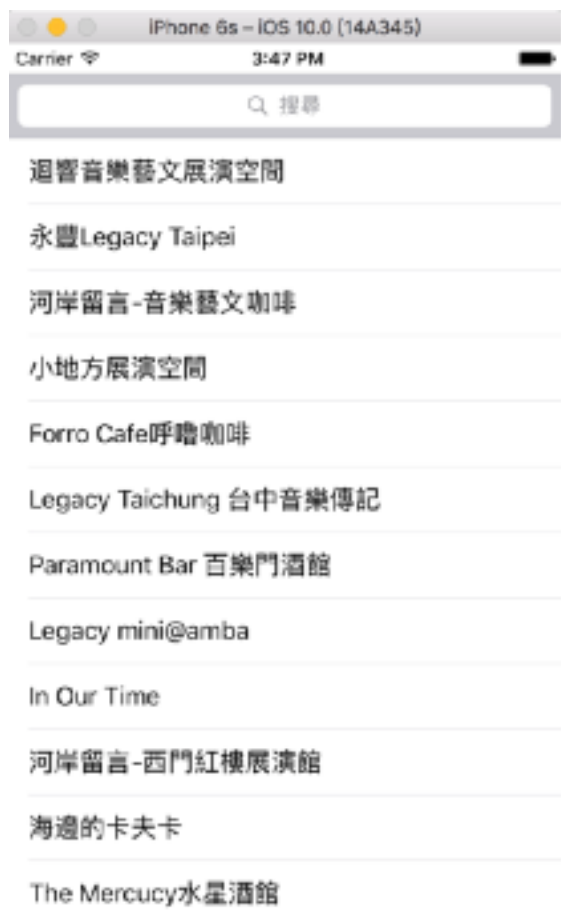 iPhone 6s – iOS 10.0 (14A345)
Carrier 3:47 PM
搜尋
迴響音樂藝文展演空間
永豐Legacy Taipei
河岸留言-音樂藝文咖啡
小地方展演空間
Forro Cafe呼嚕咖啡
Legacy Taichung 台中音樂傳記
Paramount Bar 百樂門酒館
Legacy mini@amba
In Our Time
河岸留言-西門紅樓展演館
海邊的卡夫卡
The Mercucy水星酒館